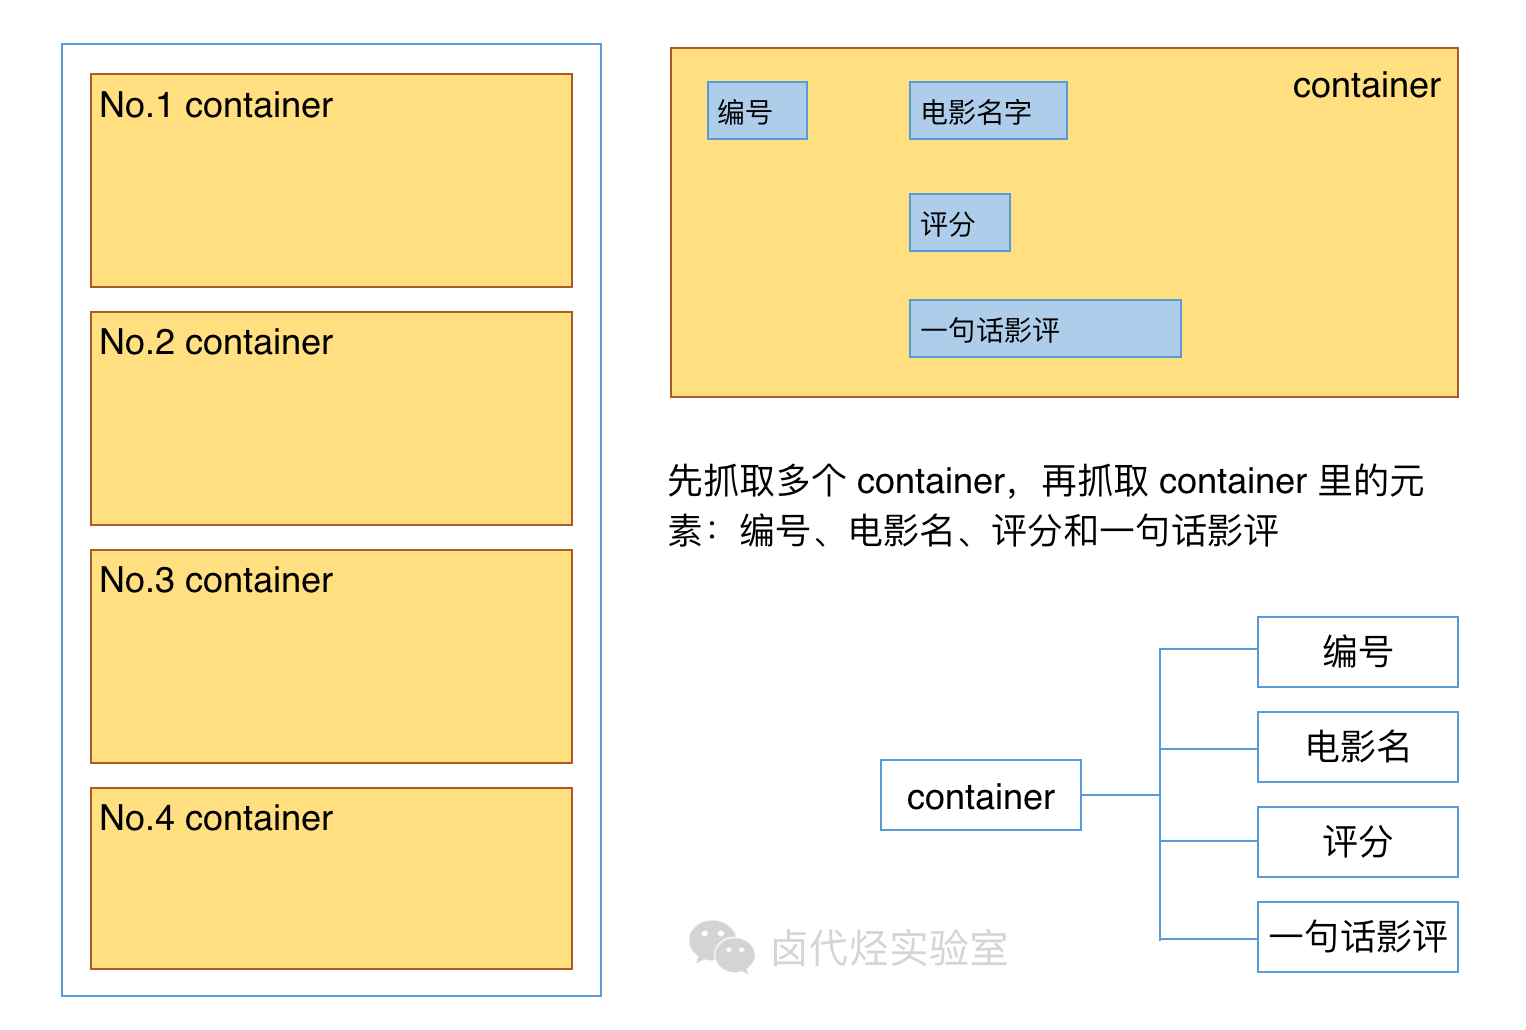 No.1 container
No.2 container
No.3 container
No.4 container
container
编号
电影名字
评分
一句话影评
先抓取多个 container，再抓取 container 里的元
素：编号、电影名、评分和一句话影评
container
编号
电影名
评分
一句话影评
卤代烃实验室